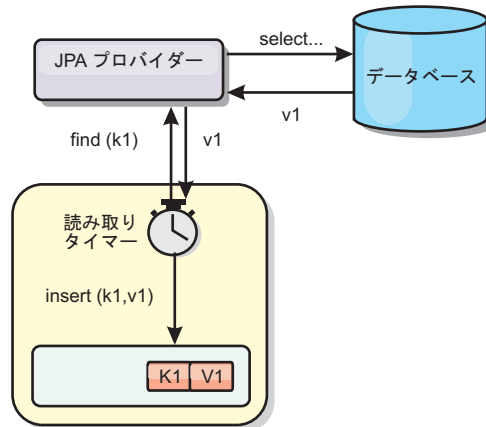 select...
JPA プロバイダー
データベース
v1
find (k1)
v1
読み取り
タイマー
insert (k1,v1)
K1 V1